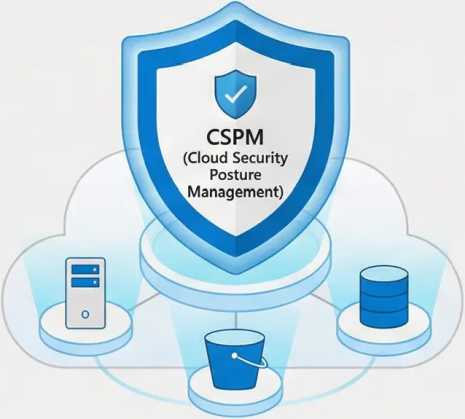 CSPM
(Cloud Security
Posture
Management)